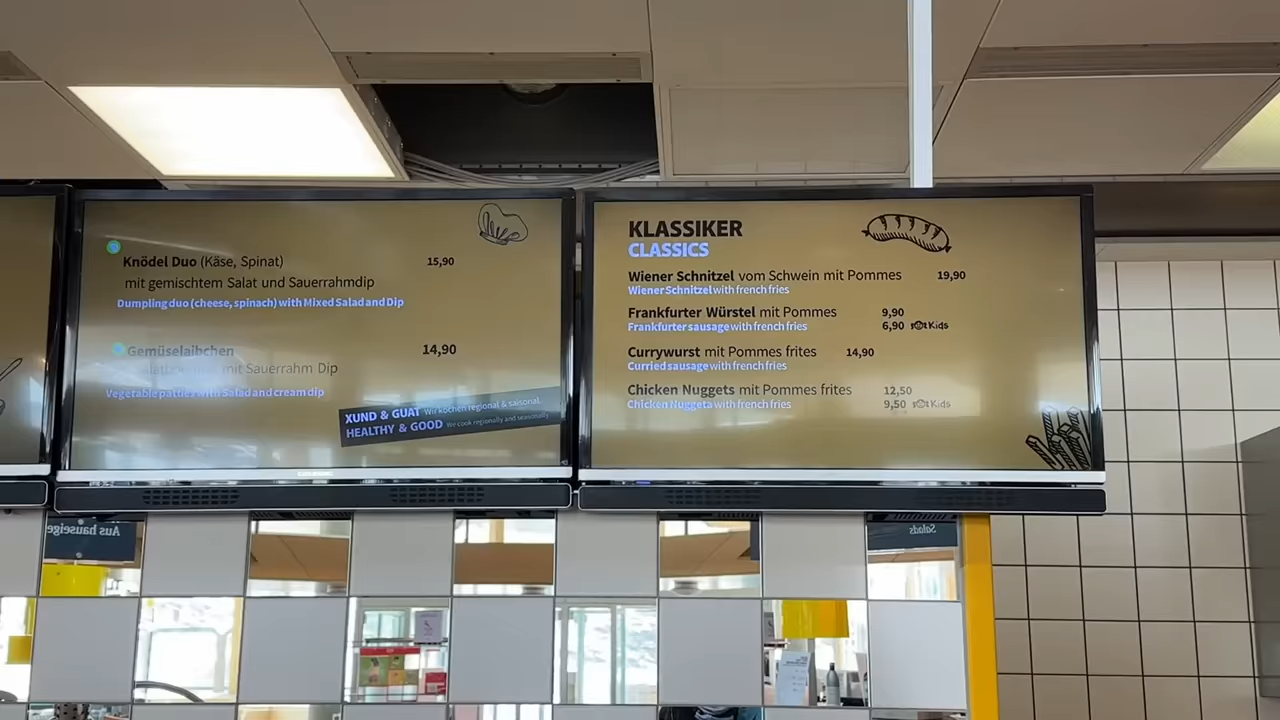 Knödel Duo (Käse, Spinat) 15,90
mit gemischtem Salat und Sauerrahmdip
Dumpling duo (cheese, spinach) with Mixed Salad and Dip
Gemüselaibchen 14,90
mit Sauerrahm Dip
Vegetable patties with Salad and cream dip
XUND & GUAT Wir kochen regional & saisonal.
HEALTHY & GOOD We cook regionally and seasonally.
KLASSIKER
CLASSICS
Wiener Schnitzel vom Schwein mit Pommes 19,90
Wiener Schnitzel with french fries
Frankfurter Würstel mit Pommes 9,90
Frankfurter sausage with french fries 6,90 Kids
Currywurst mit Pommes frites 14,90
Curried sausage with french fries
Chicken Nuggets mit Pommes frites 12,50
Chicken Nuggeta with french fries 9,50 Kids
Aus hauseige
Salads